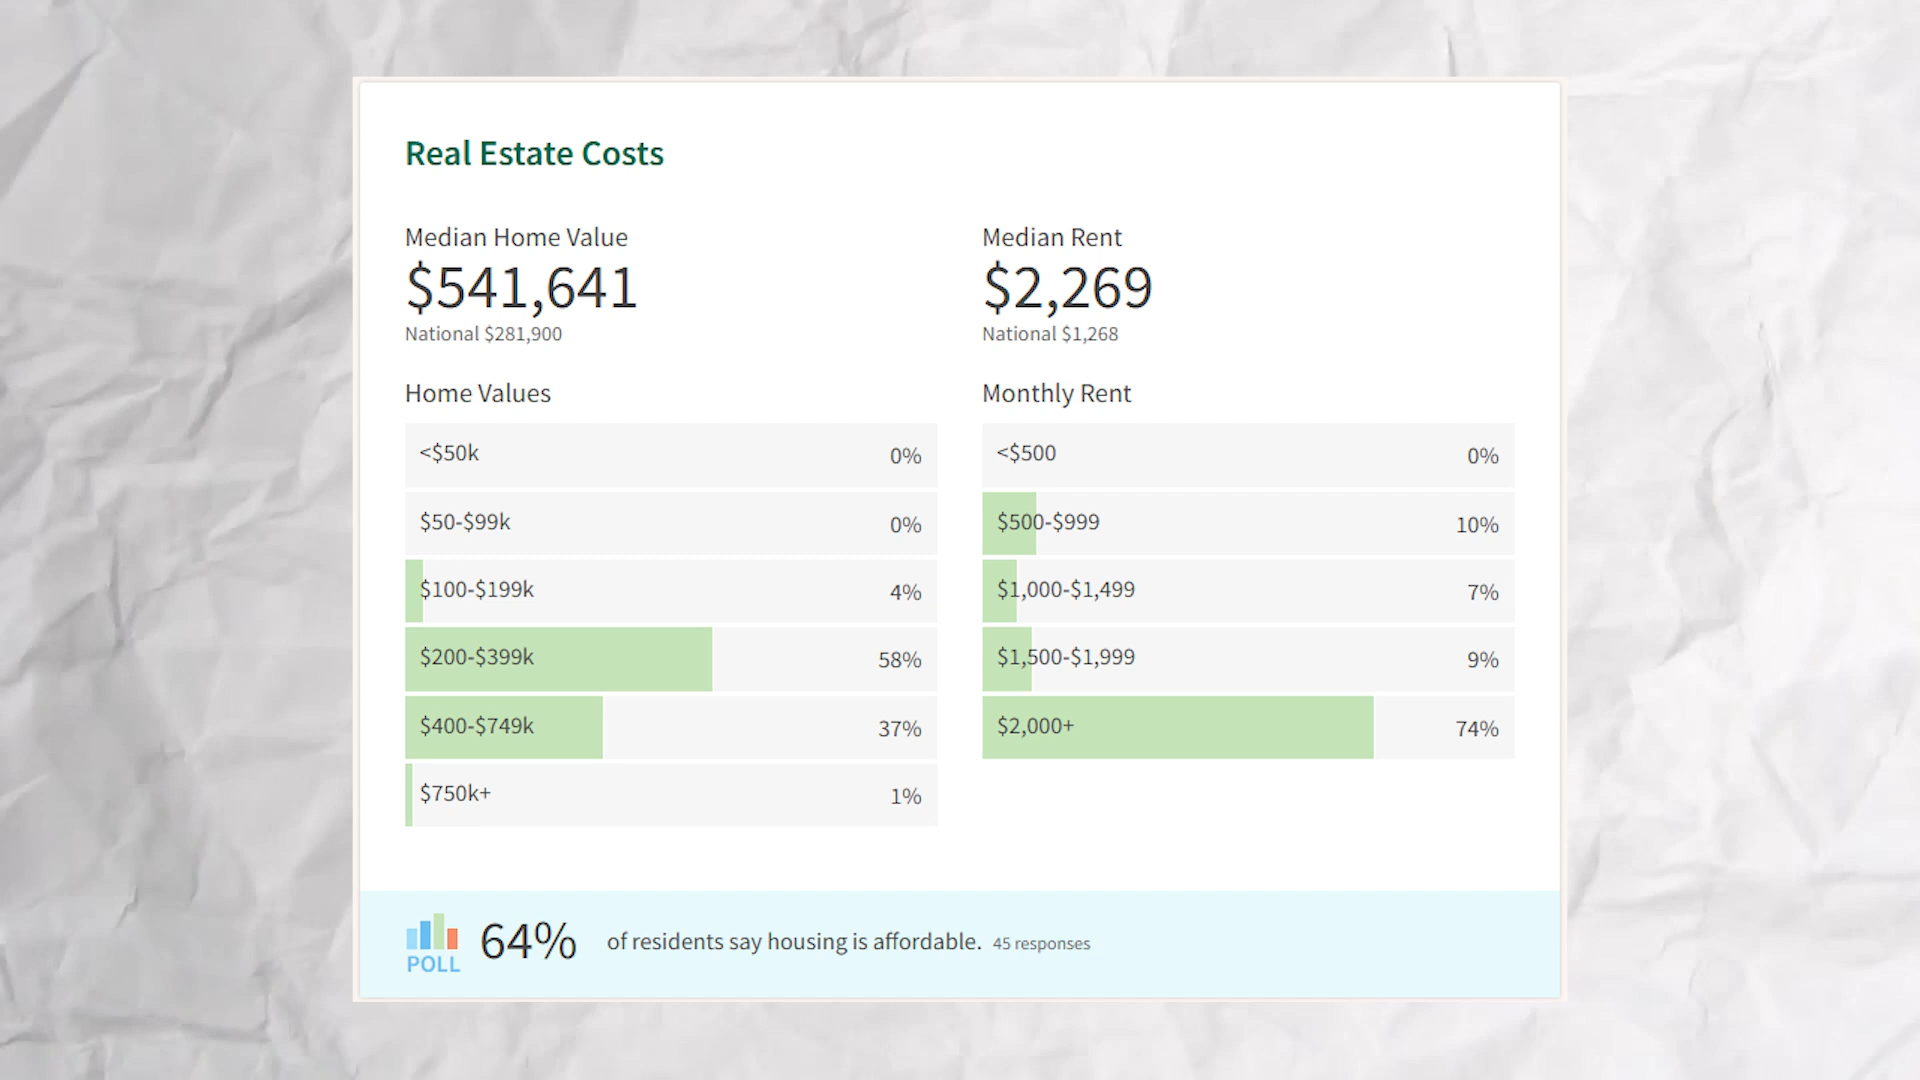 Real Estate Costs
Median Home Value
$541,641
National $281,900
Home Values
<$50k 0%
$50-$99k 0%
$100-$199k 4%
$200-$399k 58%
$400-$749k 37%
$750k+ 1%
Median Rent
$2,269
National $1,268
Monthly Rent
<$500 0%
$500-$999 10%
$1,000-$1,499 7%
$1,500-$1,999 9%
$2,000+ 74%
POLL
64% of residents say housing is affordable. 45 responses